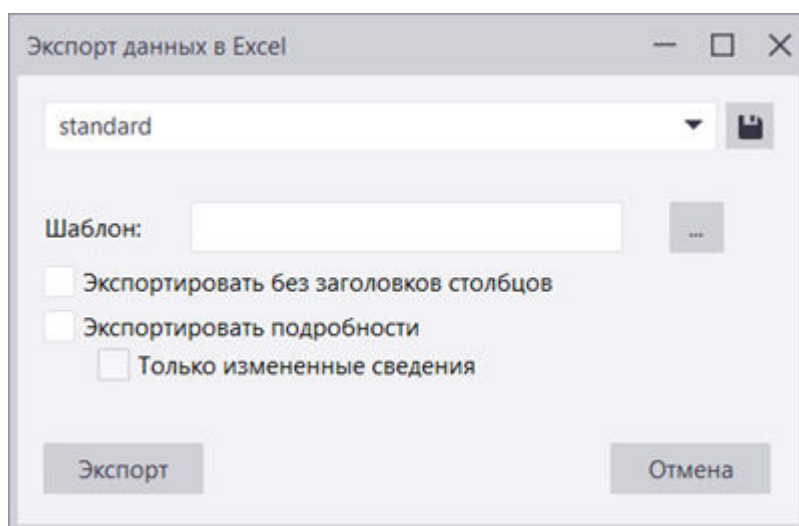 Экспорт данных в Excel
standard
Шаблон:
...
Экспортировать без заголовков столбцов
Экспортировать подробности
Только измененные сведения
Экспорт
Отмена